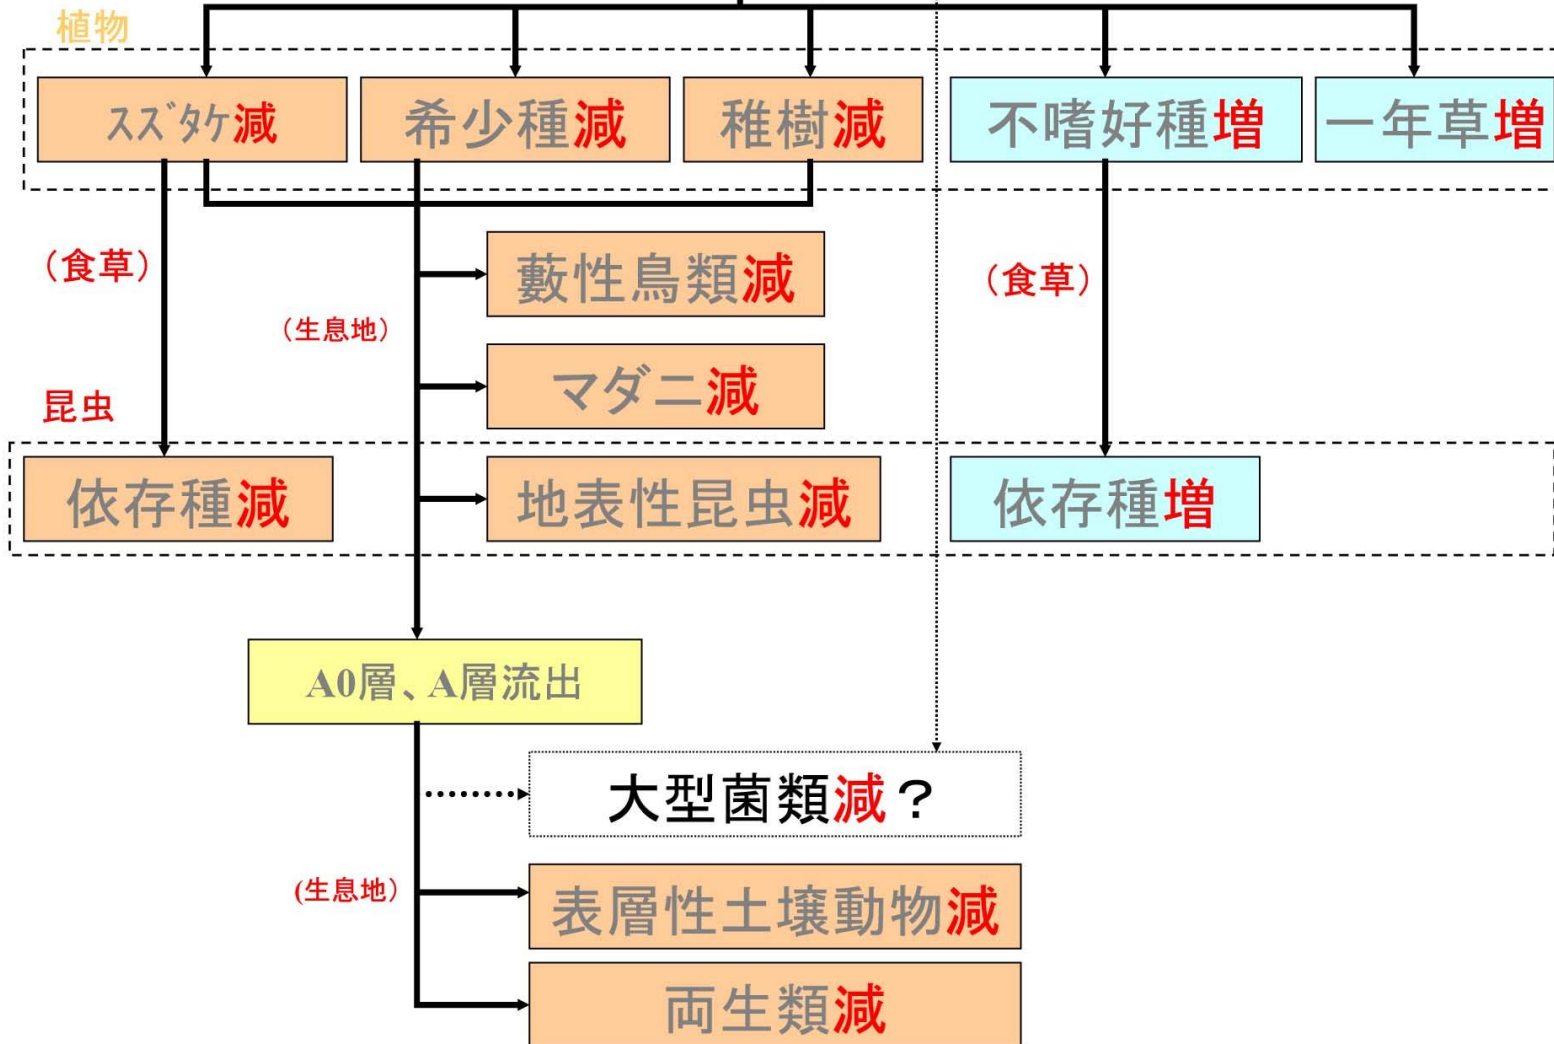 植物
ｽｽﾞﾀｹ減
希少種減
稚樹減
不嗜好種増
一年草増
（食草）
藪性鳥類減
（食草）
（生息地）
マダニ減
昆虫
依存種減
地表性昆虫減
依存種増
A0層、A層流出
大型菌類減？
(生息地）
表層性土壌動物減
両生類減